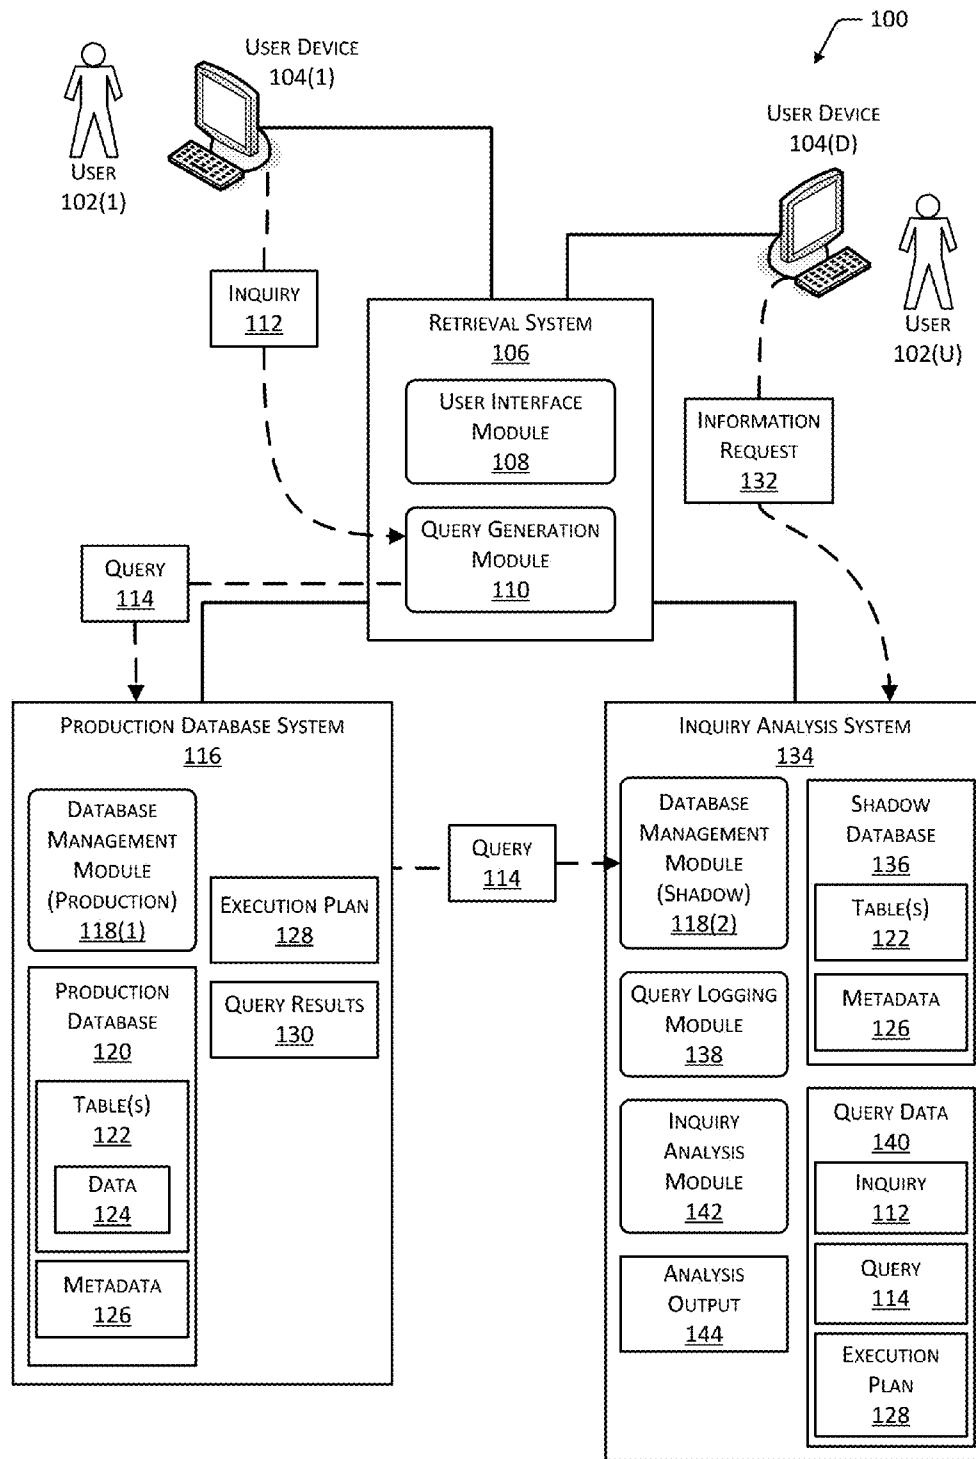 100
USER DEVICE
104(1)
USER
102(1)
USER DEVICE
104(D)
USER
102(U)
INQUIRY
112
RETRIEVAL SYSTEM
106
USER INTERFACE
MODULE
108
QUERY GENERATION
MODULE
110
INFORMATION
REQUEST
132
QUERY
114
PRODUCTION DATABASE SYSTEM
116
DATABASE
MANAGEMENT
MODULE
(PRODUCTION)
118(1)
EXECUTION PLAN
128
QUERY RESULTS
130
PRODUCTION
DATABASE
120
TABLE(S)
122
DATA
124
METADATA
126
QUERY
114
INQUIRY ANALYSIS SYSTEM
134
DATABASE
MANAGEMENT
MODULE
(SHADOW)
118(2)
QUERY LOGGING
MODULE
138
INQUIRY
ANALYSIS
MODULE
142
ANALYSIS
OUTPUT
144
SHADOW
DATABASE
136
TABLE(S)
122
METADATA
126
QUERY DATA
140
INQUIRY
112
QUERY
114
EXECUTION
PLAN
128